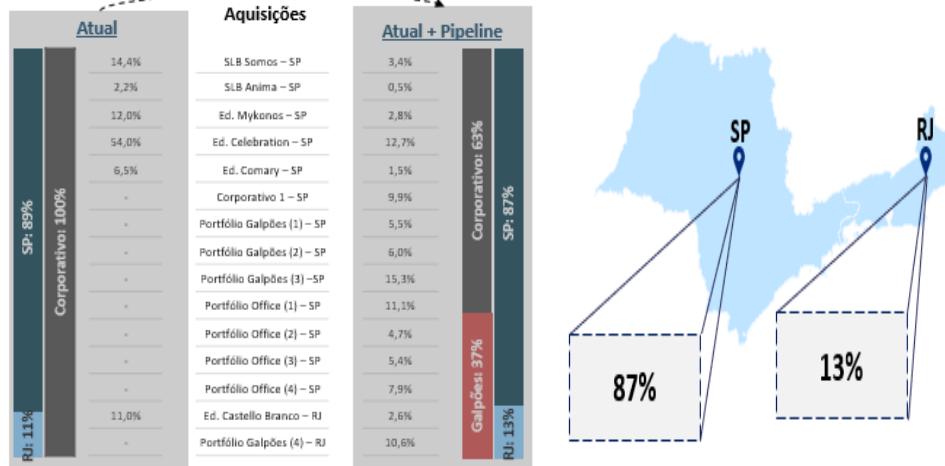 Aquisições
Atual
Atual + Pipeline
14,4% SLB Somos – SP 3,4%
2,2% SLB Anima – SP 0,5%
12,0% Ed. Mykonos – SP 2,8%
54,0% Ed. Celebration – SP 12,7%
6,5% Ed. Comary – SP 1,5%
- Corporativo 1 – SP 9,9%
- Portfólio Galpões (1) – SP 5,5%
- Portfólio Galpões (2) – SP 6,0%
- Portfólio Galpões (3) –SP 15,3%
- Portfólio Office (1) – SP 11,1%
- Portfólio Office (2) – SP 4,7%
- Portfólio Office (3) – SP 5,4%
- Portfólio Office (4) – SP 7,9%
11,0% Ed. Castello Branco – RJ 2,6%
- Portfólio Galpões (4) – RJ 10,6%
SP: 89%
RJ: 11%
Corporativo: 100%
Corporativo: 63%
Galpões: 37%
SP: 87%
RJ: 13%
SP
RJ
87%
13%